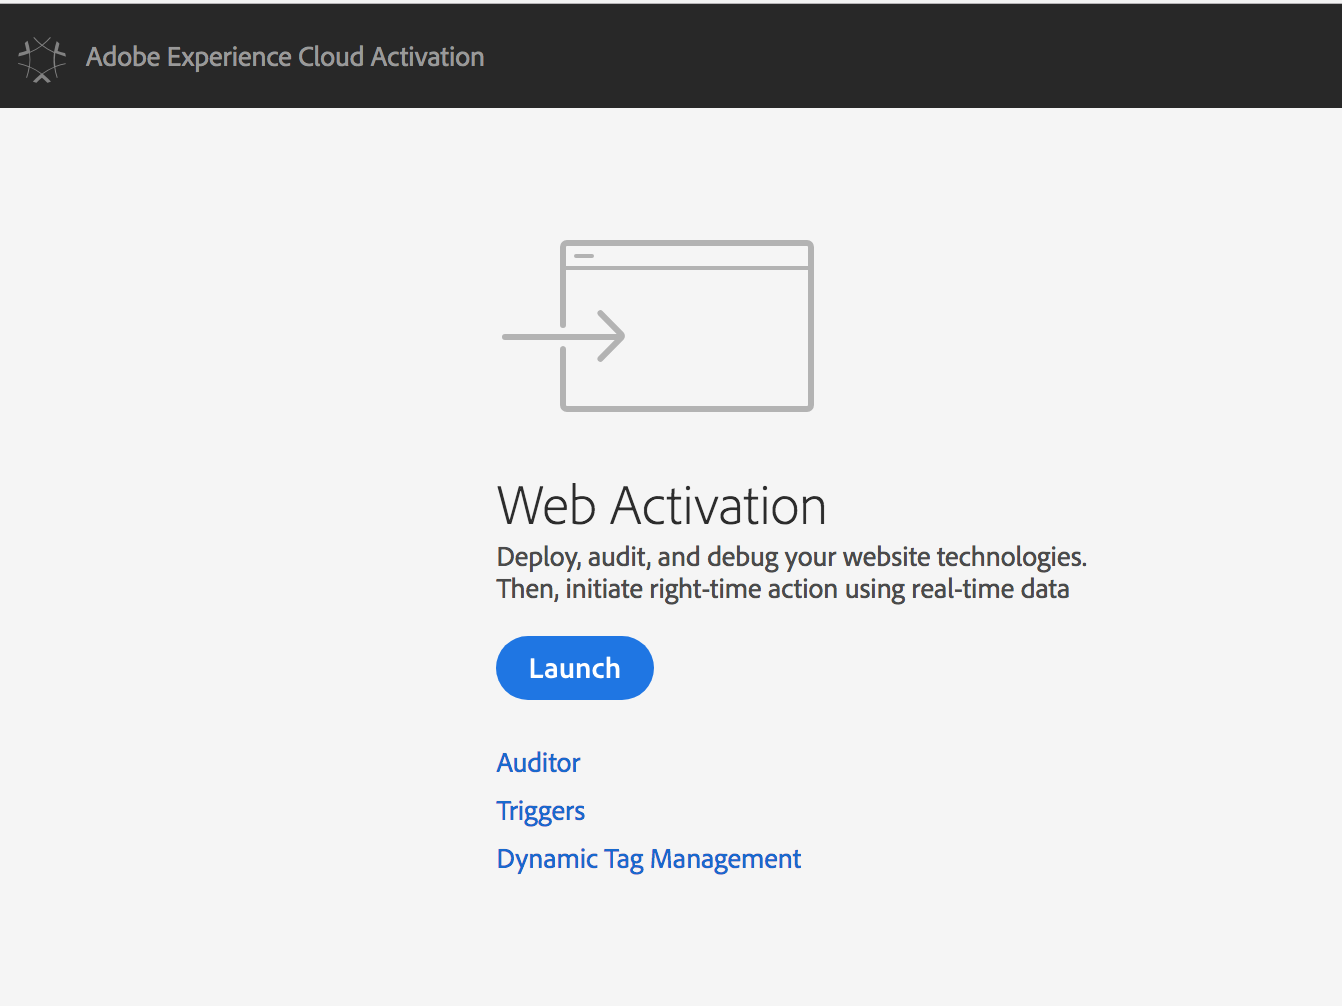 Adobe Experience Cloud Activation
Web Activation
Deploy, audit, and debug your website technologies.
Then, initiate right-time action using real-time data
Launch
Auditor
Triggers
Dynamic Tag Management